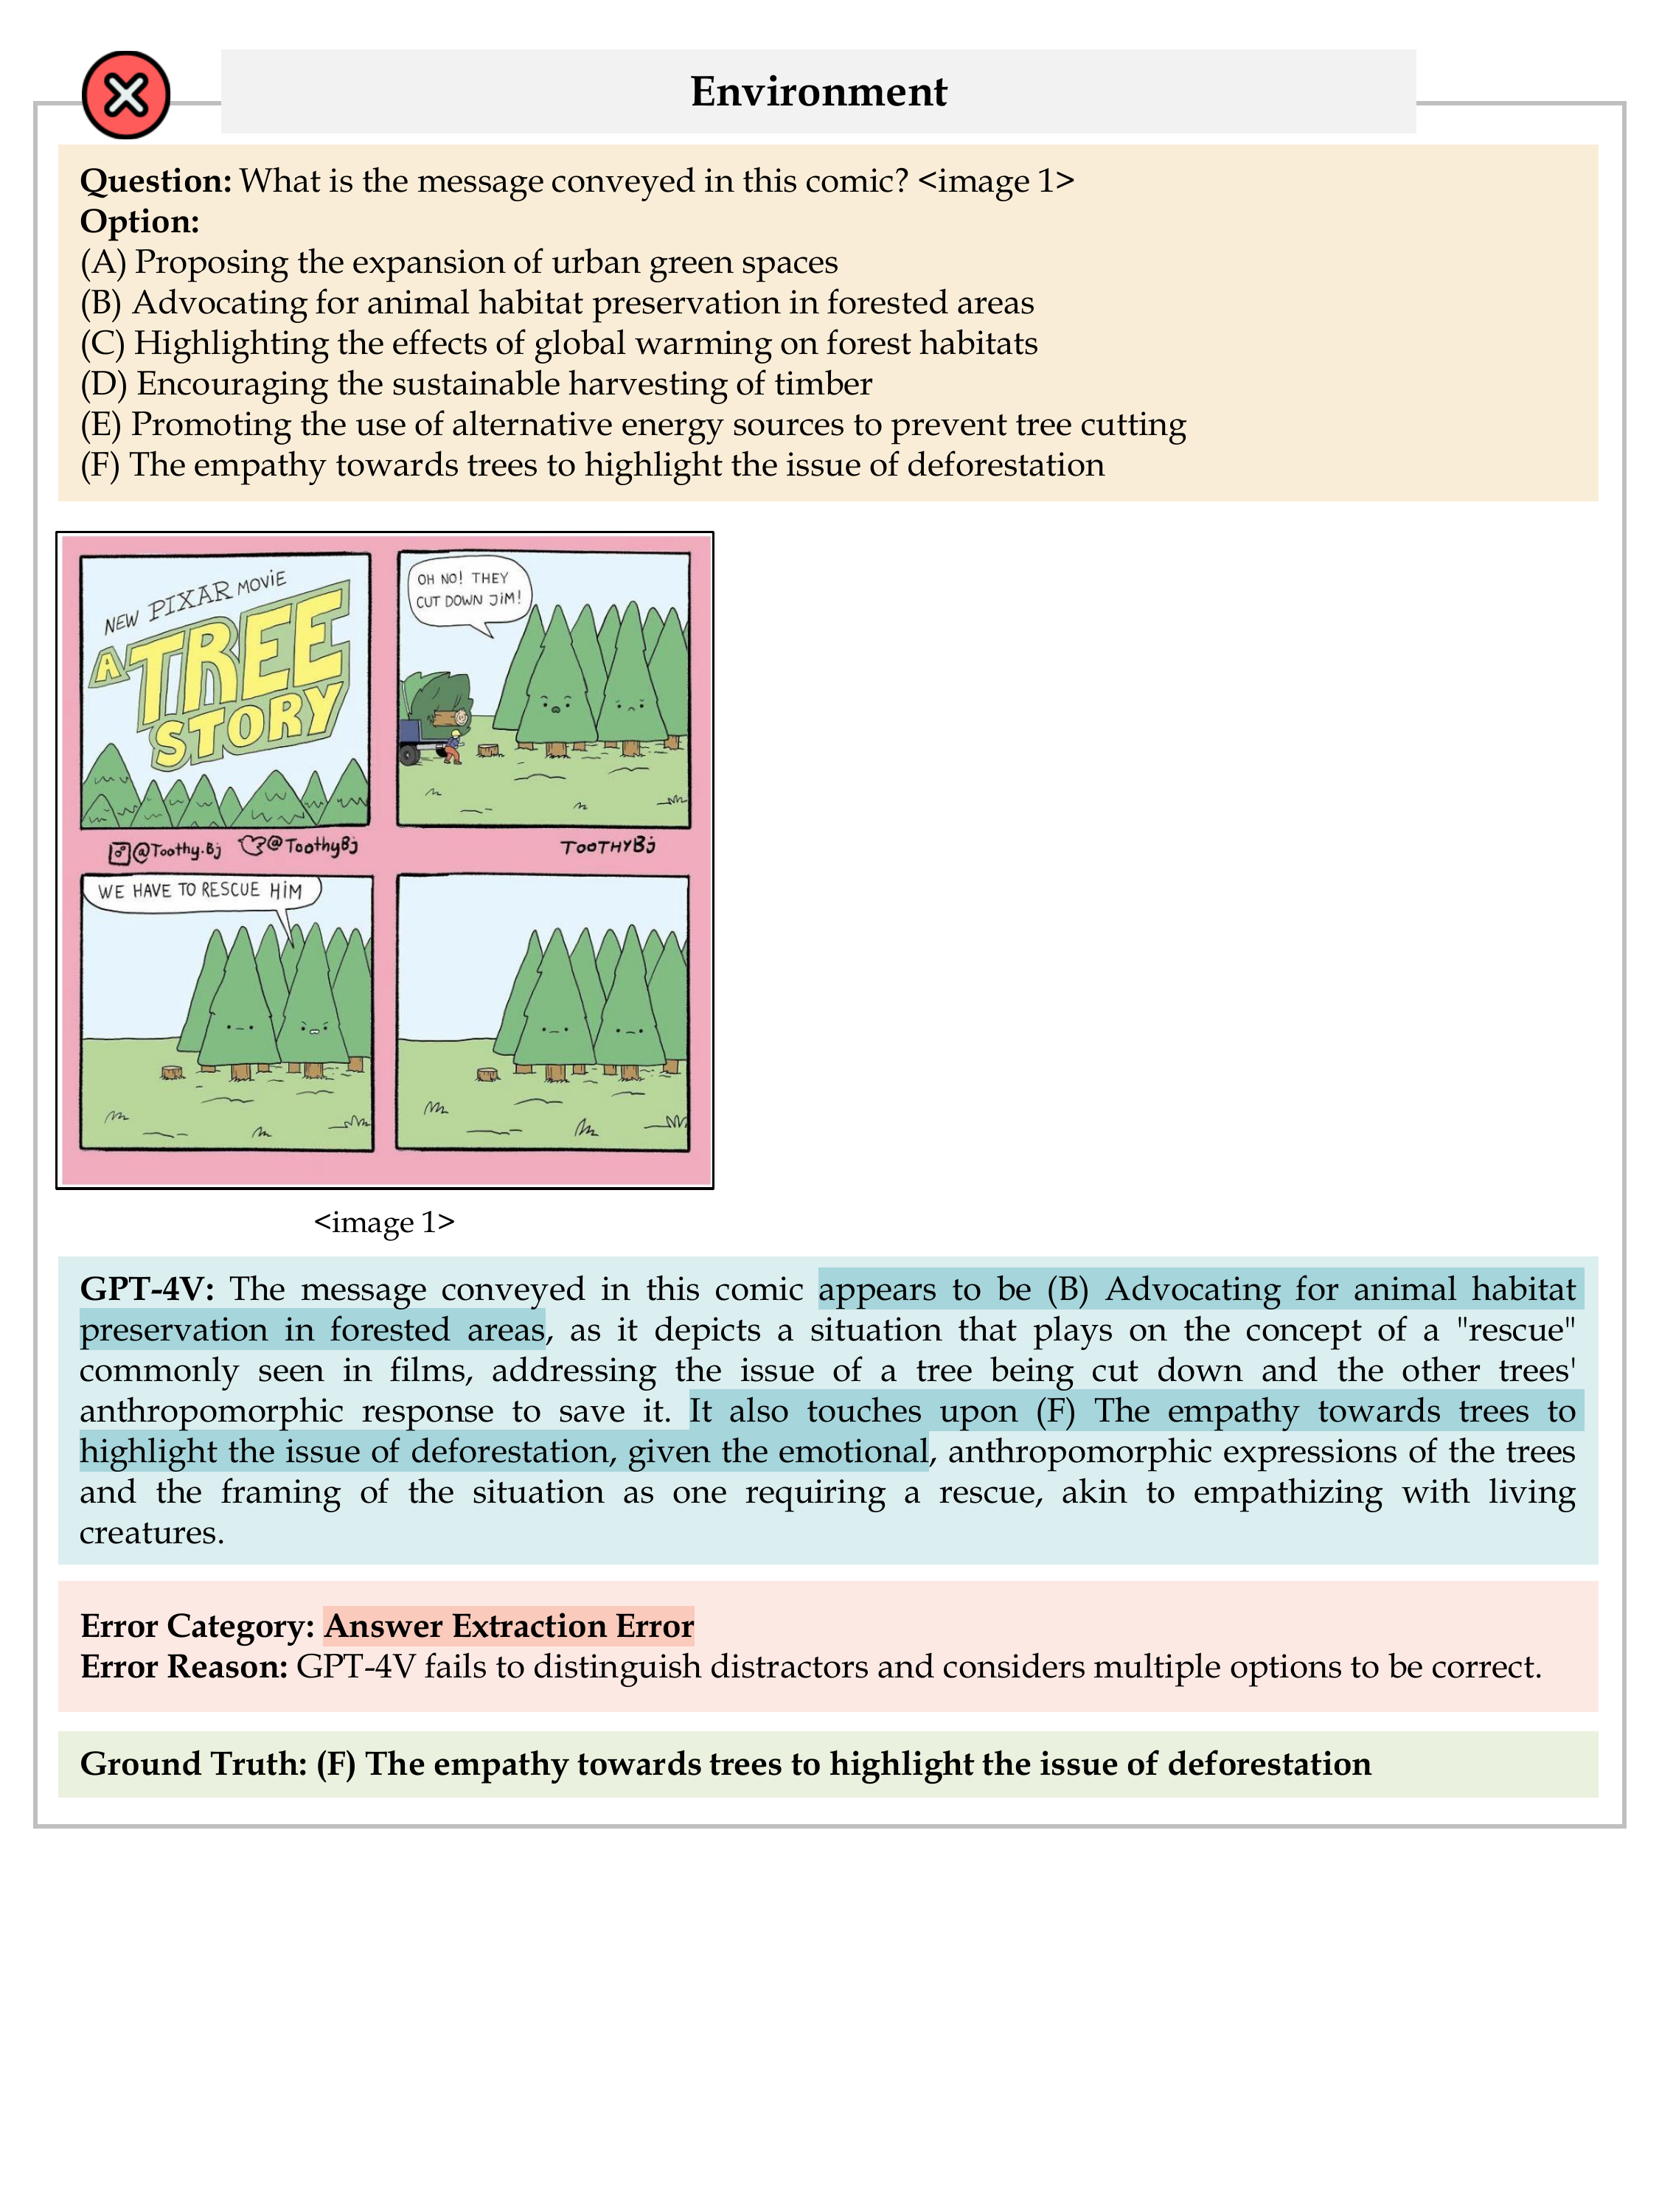 Environment
Question: What is the message conveyed in this comic? <image 1>
Option:
(A) Proposing the expansion of urban green spaces
(B) Advocating for animal habitat preservation in forested areas
(C) Highlighting the effects of global warming on forest habitats
(D) Encouraging the sustainable harvesting of timber
(E) Promoting the use of alternative energy sources to prevent tree cutting
(F) The empathy towards trees to highlight the issue of deforestation
NEW PIXAR MOVIE
A TREE
STORY
OH NO! THEY
CUT DOWN JIM!
@Toothy.Bj @ToothyBj
TOOTHYBJ
WE HAVE TO RESCUE HIM
<image 1>
GPT-4V: The message conveyed in this comic appears to be (B) Advocating for animal habitat
preservation in forested areas, as it depicts a situation that plays on the concept of a "rescue"
commonly seen in films, addressing the issue of a tree being cut down and the other trees'
anthropomorphic response to save it. It also touches upon (F) The empathy towards trees to
highlight the issue of deforestation, given the emotional, anthropomorphic expressions of the trees
and the framing of the situation as one requiring a rescue, akin to empathizing with living
creatures.
Error Category: Answer Extraction Error
Error Reason: GPT-4V fails to distinguish distractors and considers multiple options to be correct.
Ground Truth: (F) The empathy towards trees to highlight the issue of deforestation